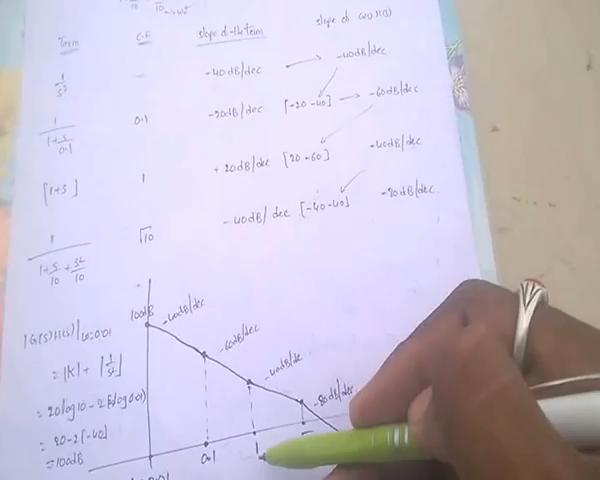 Term C.F slope of the term slope of G(s)H(s)
1/s² - -40dB/dec -40dB/dec
1/(1+s/0.1) 0.1 -20dB/dec [-20-40] -60dB/dec
[1+s] 1 +20dB/dec [20-60] -40dB/dec
1/(1+s/10+s²/10) √10 -40dB/dec [-40-40] -80dB/dec
100dB -40dB/dec
-60dB/dec
-40dB/de
-80dB/dec
|G(s)H(s)|ω=0.01
= |K| + |1/s²|
= 20log10-2(
= 20-2[-40]
=100dB
0.1 1